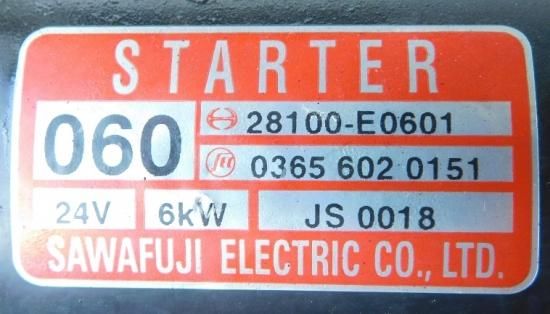 STARTER
060
28100-E0601
0365 602 0151
24V 6kW JS 0018
SAWAFUJI ELECTRIC CO., LTD.